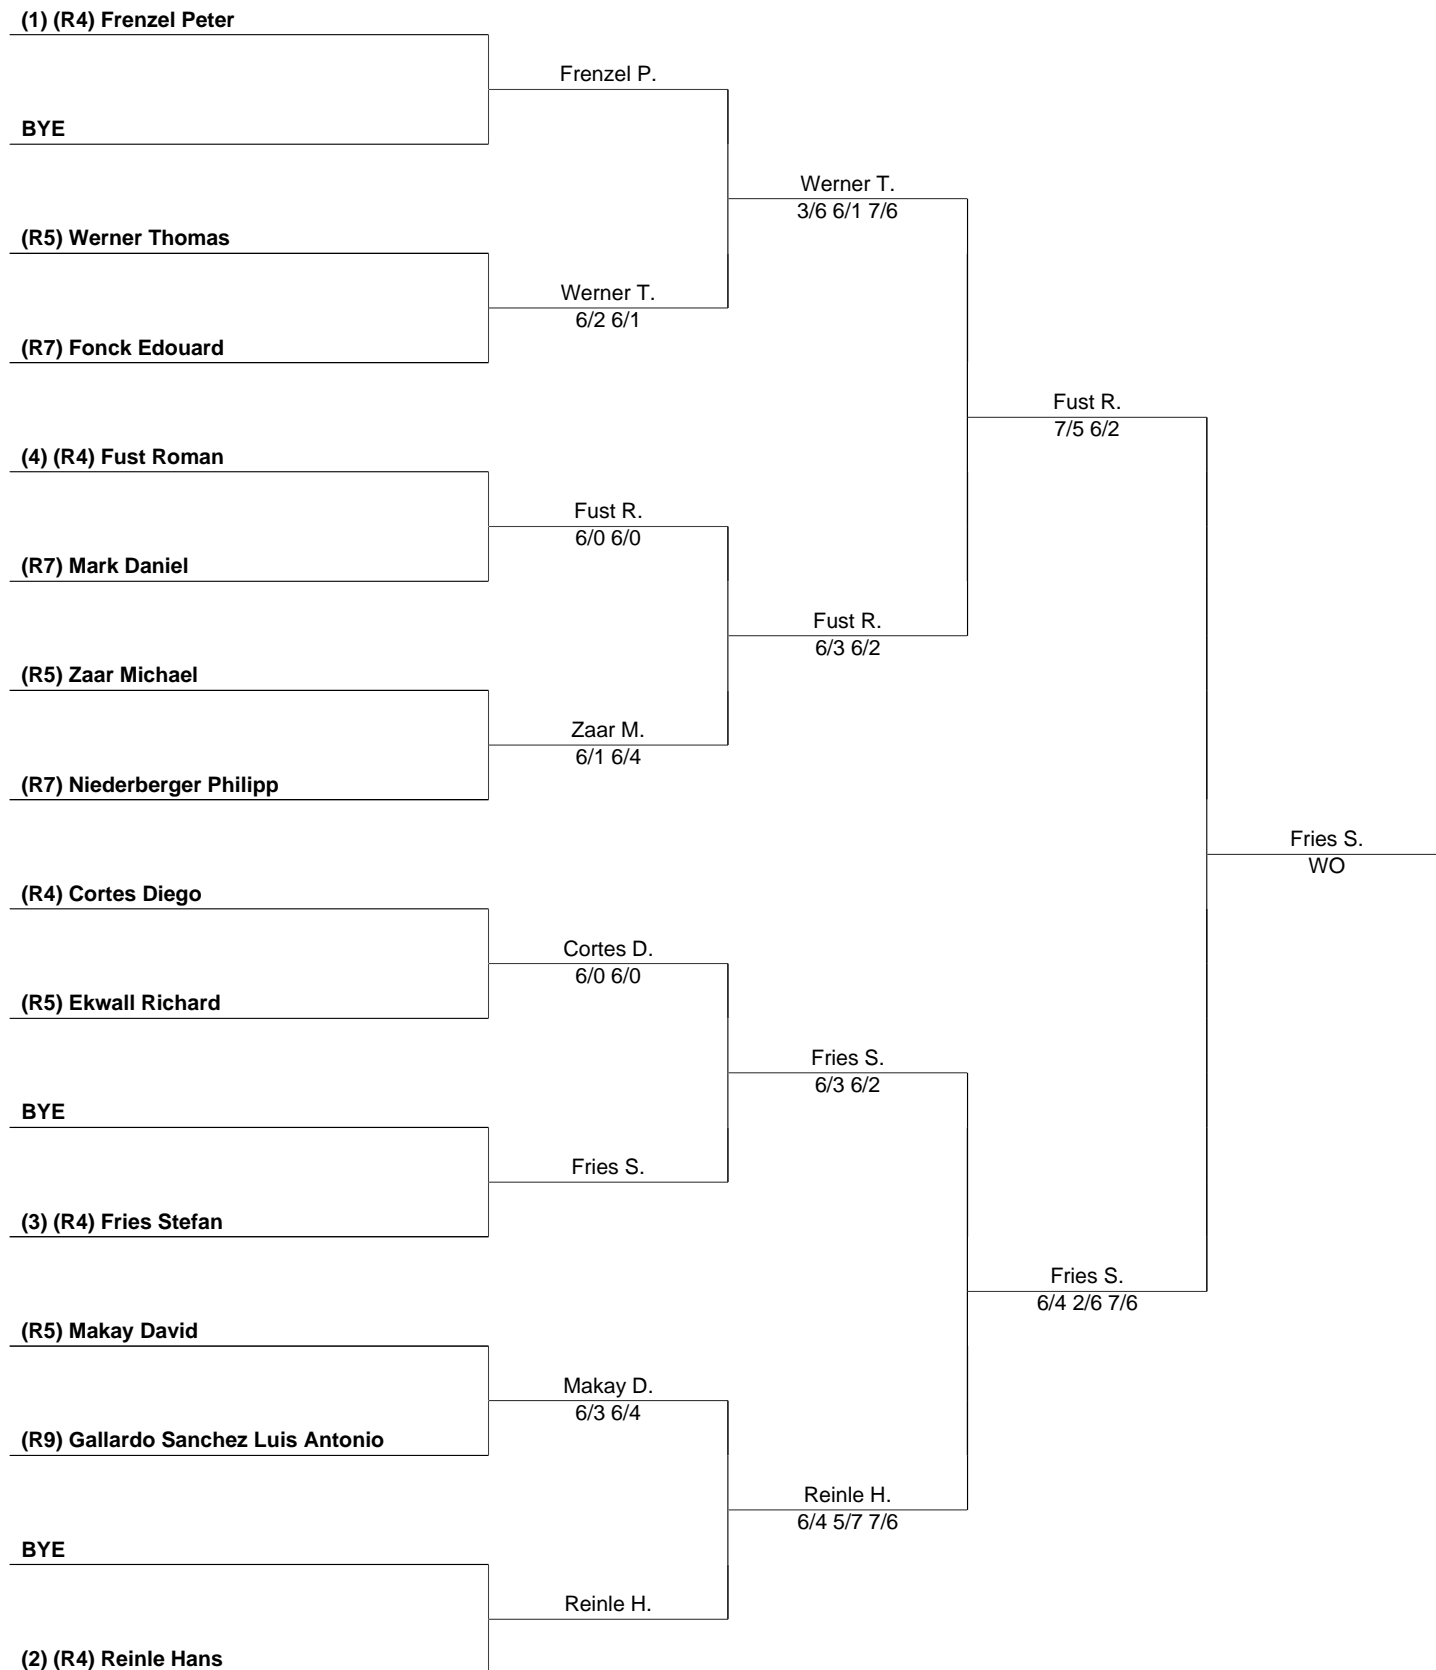 (1) (R4) Frenzel Peter
Frenzel P.
BYE
Werner T.
3/6 6/1 7/6
(R5) Werner Thomas
Werner T.
6/2 6/1
(R7) Fonck Edouard
Fust R.
7/5 6/2
(4) (R4) Fust Roman
Fust R.
6/0 6/0
(R7) Mark Daniel
Fust R.
6/3 6/2
(R5) Zaar Michael
Zaar M.
6/1 6/4
(R7) Niederberger Philipp
Fries S.
WO
(R4) Cortes Diego
Cortes D.
6/0 6/0
(R5) Ekwall Richard
Fries S.
6/3 6/2
BYE
Fries S.
(3) (R4) Fries Stefan
Fries S.
6/4 2/6 7/6
(R5) Makay David
Makay D.
6/3 6/4
(R9) Gallardo Sanchez Luis Antonio
Reinle H.
6/4 5/7 7/6
BYE
Reinle H.
(2) (R4) Reinle Hans